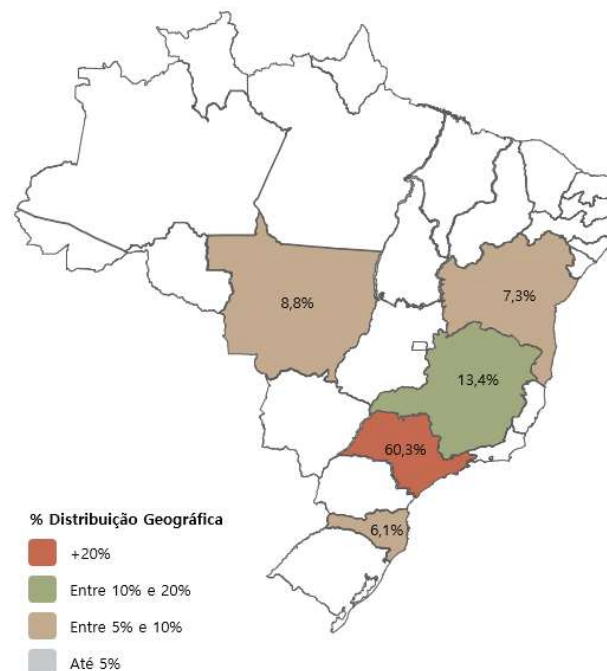 8,8%
7,3%
13,4%
60,3%
6,1%
% Distribuição Geográfica
+20%
Entre 10% e 20%
Entre 5% e 10%
Até 5%